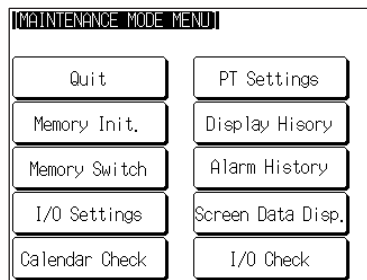 [MAINTENANCE MODE MENU]
Quit
PT Settings
Memory Init.
Display Hisory
Memory Switch
Alarm History
I/O Settings
Screen Data Disp.
Calendar Check
I/O Check